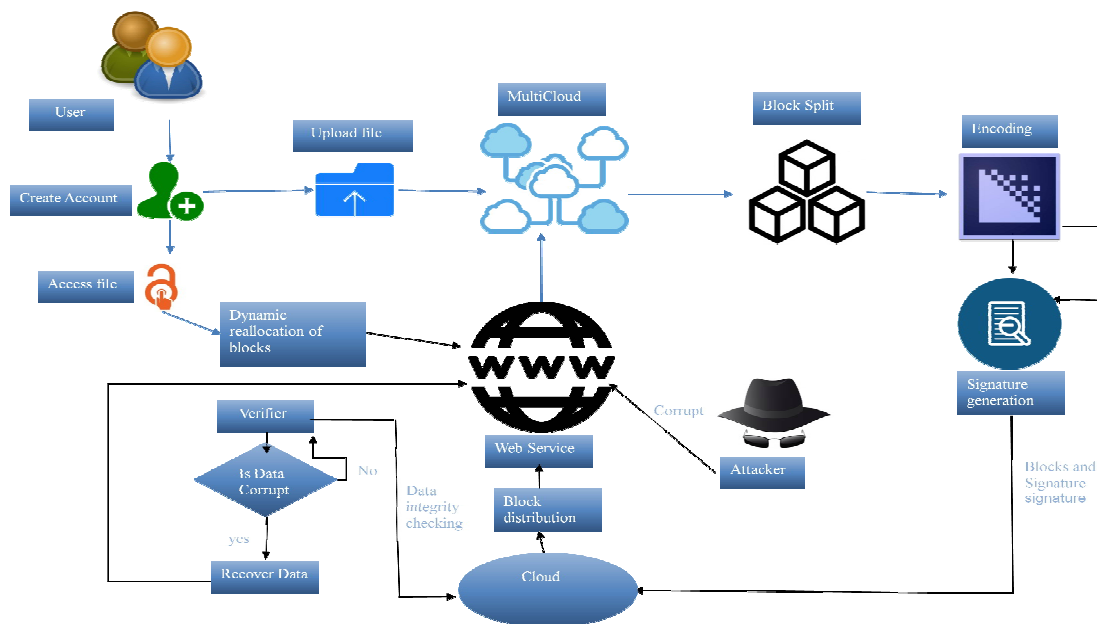 User
Create Account
Upload file
MultiCloud
Block Split
Encoding
Access file
Dynamic
reallocation of
blocks
WWW
Web Service
Corrupt
Attacker
Signature
generation
Verifier
Is Data
Corrupt
No
yes
Recover Data
Data
integrity
checking
Block
distribution
Cloud
Blocks and
Signature
signature